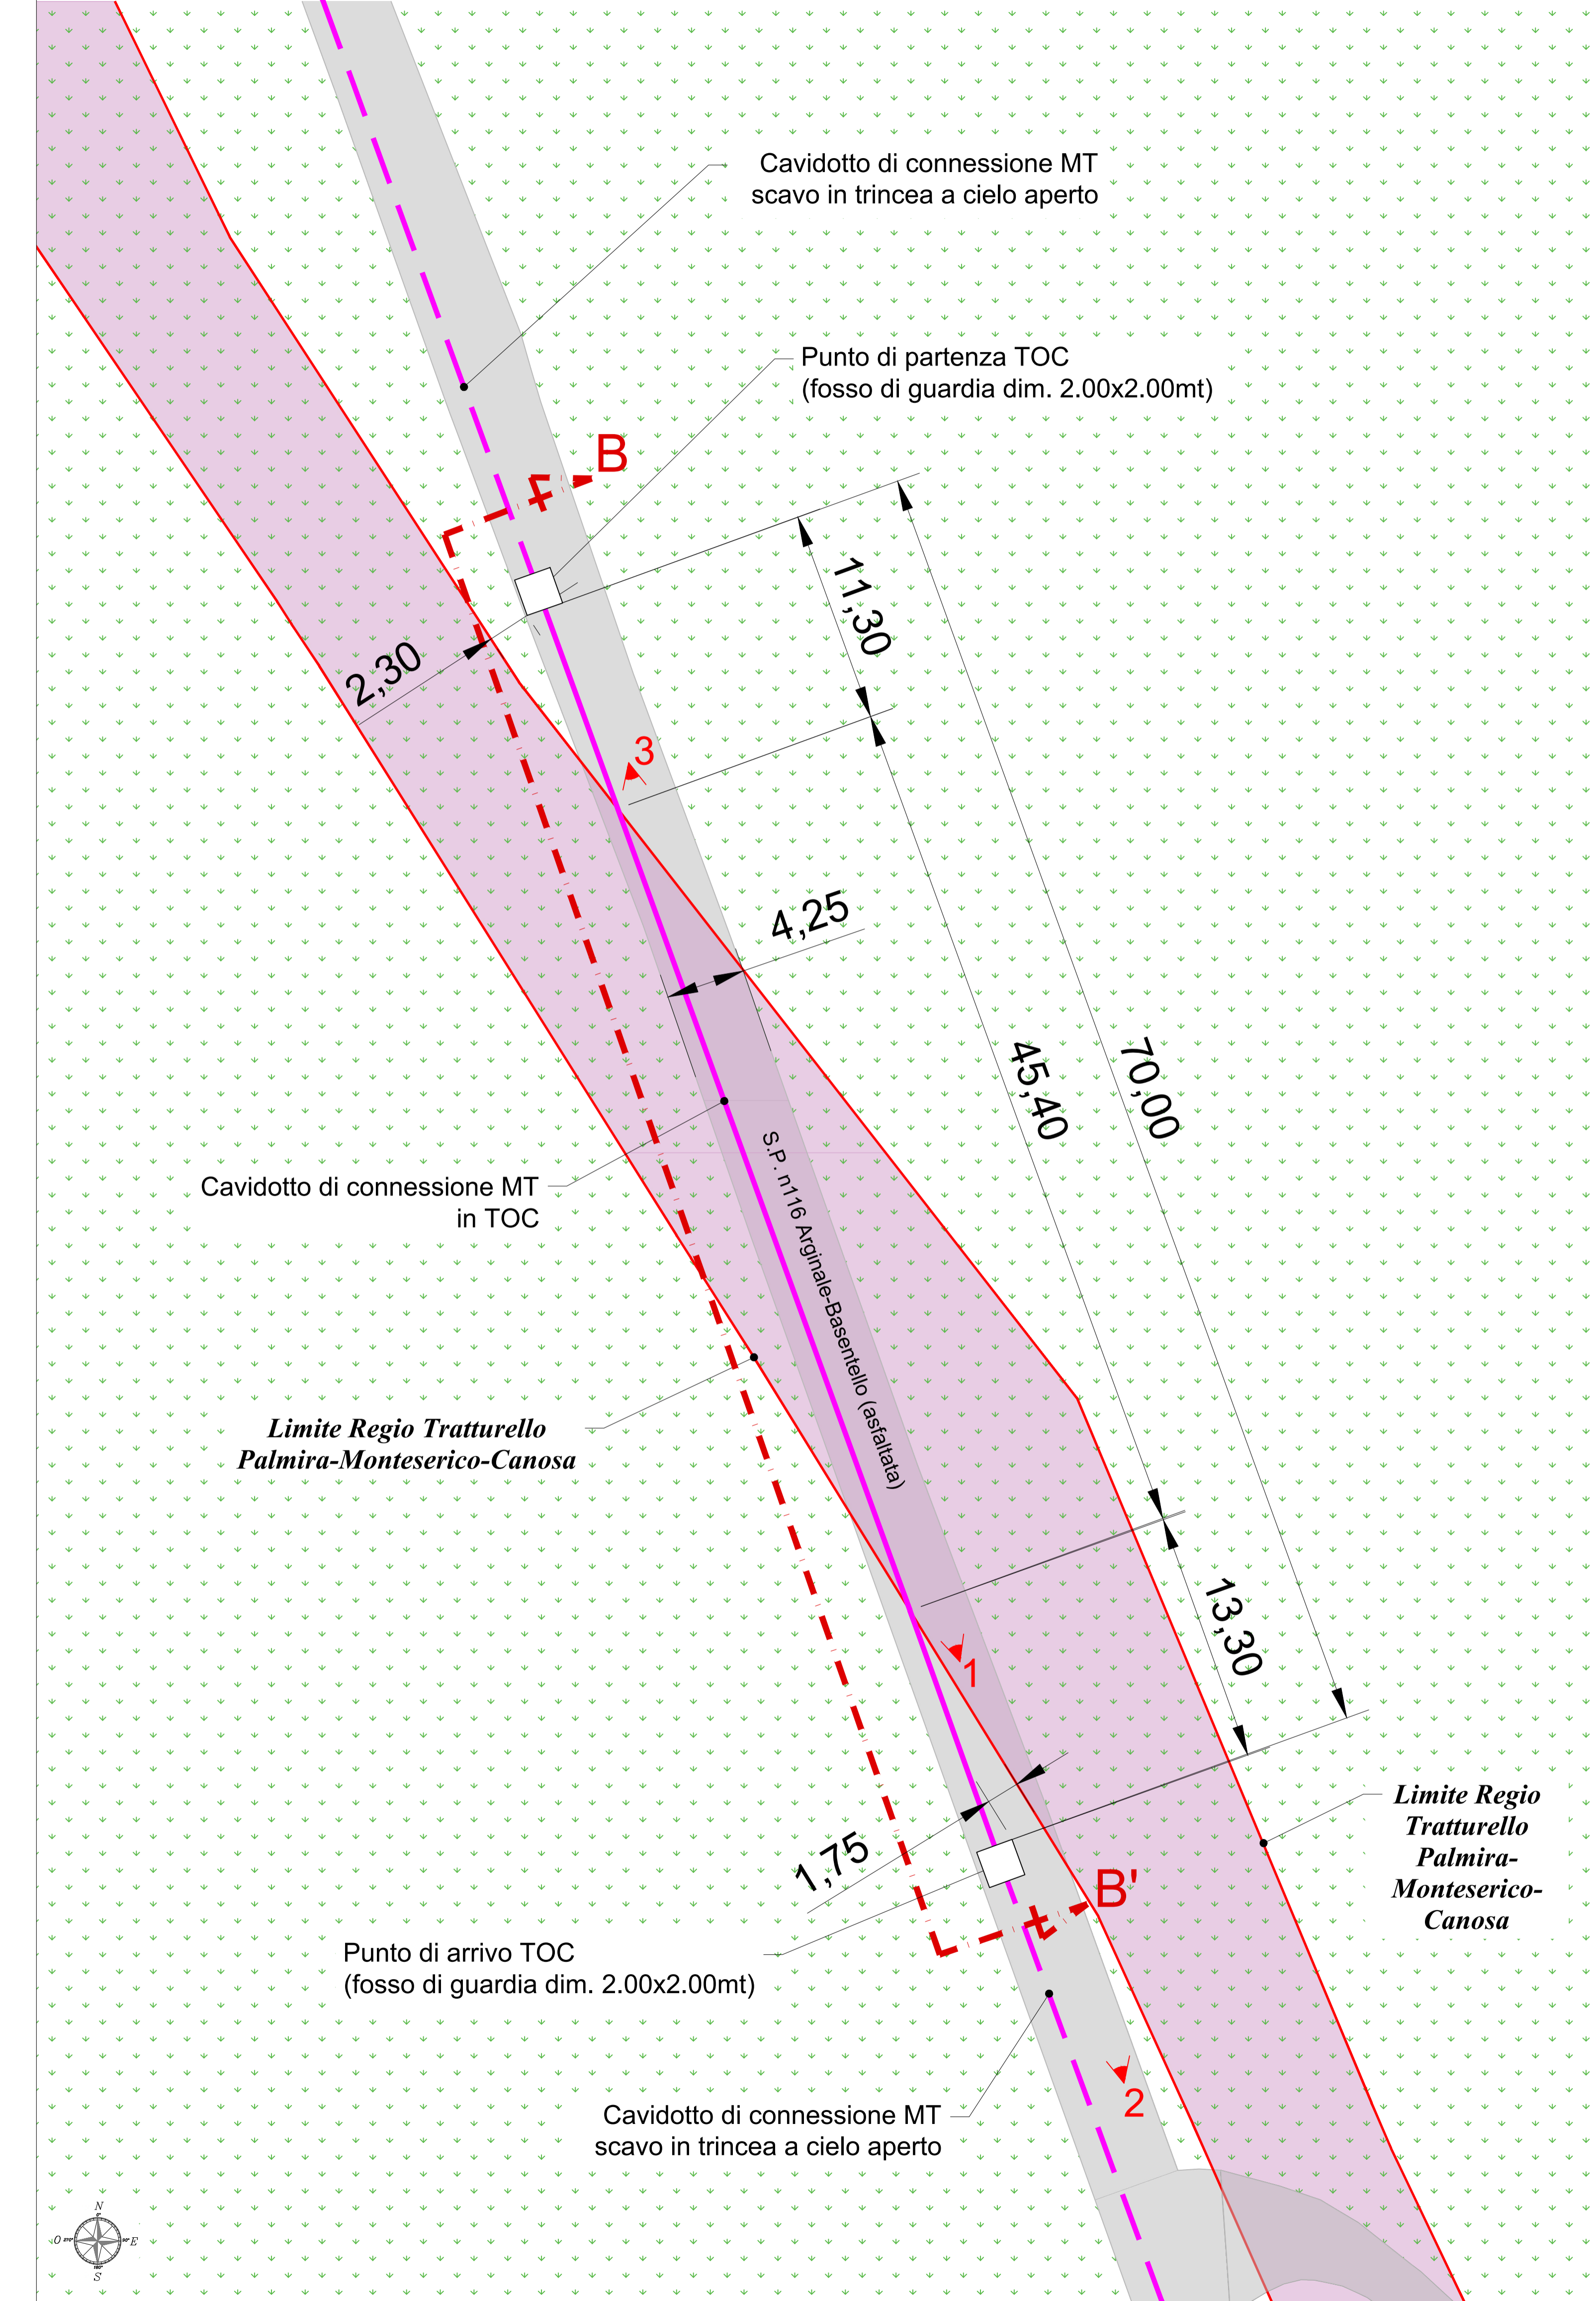 Cavidotto di connessione MT
scavo in trincea a cielo aperto
Punto di partenza TOC
(fosso di guardia dim. 2.00x2.00mt)
B
11,30
2,30
3
4,25
45,40
70,00
S.P. n116 Arginale-Basentello (asfaltata)
Cavidotto di connessione MT
in TOC
Limite Regio Tratturello
Palmira-Monteserico-Canosa
13,30
1
Limite Regio
Tratturello
Palmira-
Monteserico-
Canosa
1,75
B'
Punto di arrivo TOC
(fosso di guardia dim. 2.00x2.00mt)
2
Cavidotto di connessione MT
scavo in trincea a cielo aperto
N
O
E
S